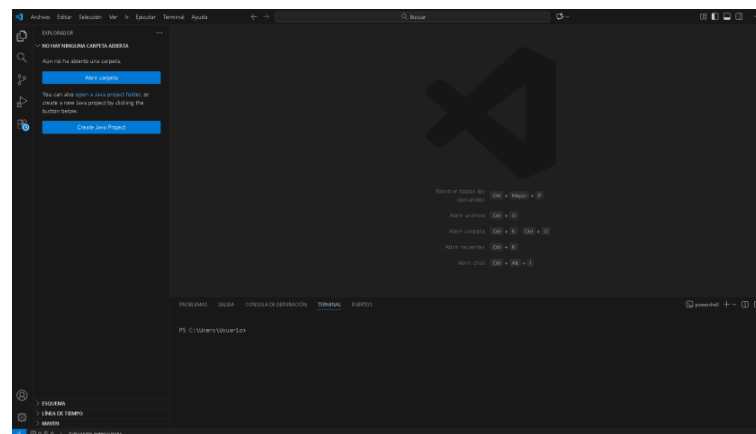 Archivo Editar Selección Ver Ir Ejecutar Terminal Ayuda
Buscar
EXPLORADOR
NO HAY NINGUNA CARPETA ABIERTA
Aún no ha abierto una carpeta.
Abrir carpeta
You can also open a Java project folder, or
create a new Java project by clicking the
button below.
Create Java Project
Mostrar todos los
comandos
Ctrl + Mayús + P
Abrir archivo Ctrl + O
Abrir carpeta Ctrl + K Ctrl + O
Abrir recientes Ctrl + R
Abrir chat Ctrl + Alt + I
PROBLEMAS SALIDA CONSOLA DE DEPURACIÓN TERMINAL PUERTOS
powershell
PS C:\Users\Usuario>
ESQUEMA
LÍNEA DE TIEMPO
MAVEN